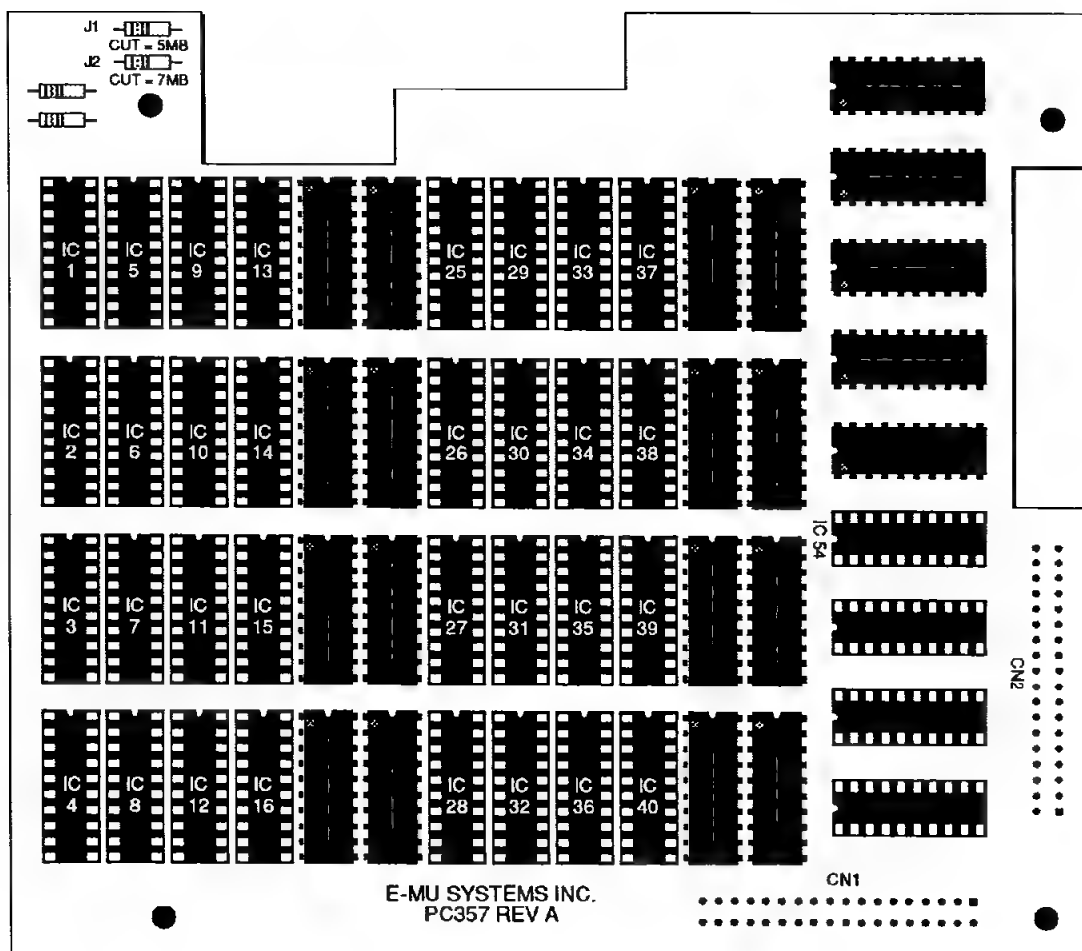 J1
CUT = 5MB
J2
CUT = 7MB
IC 1
IC 5
IC 9
IC 13
IC 25
IC 29
IC 33
IC 37
IC 2
IC 6
IC 10
IC 14
IC 26
IC 30
IC 34
IC 38
IC 54
IC 3
IC 7
IC 11
IC 15
IC 27
IC 31
IC 35
IC 39
CN2
IC 4
IC 8
IC 12
IC 16
IC 28
IC 32
IC 36
IC 40
CN1
E-MU SYSTEMS INC.
PC357 REV A